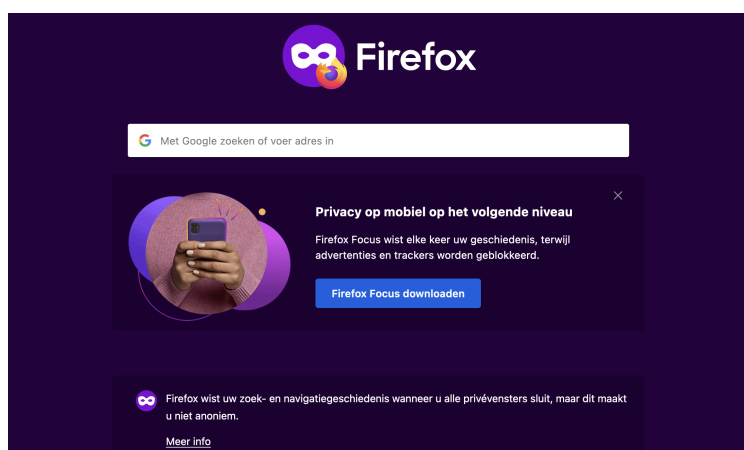 Firefox
Met Google zoeken of voer adres in
Privacy op mobiel op het volgende niveau
Firefox Focus wist elke keer uw geschiedenis, terwijl
advertenties en trackers worden geblokkeerd.
Firefox Focus downloaden
Firefox wist uw zoek- en navigatiegeschiedenis wanneer u alle privévensters sluit, maar dit maakt
u niet anoniem.
Meer info